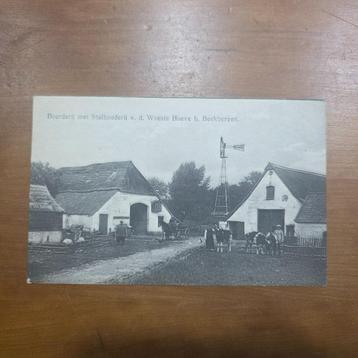 Boerderij met Stalhouderij v. d. Woeste Hoeve b. Beekbergen.